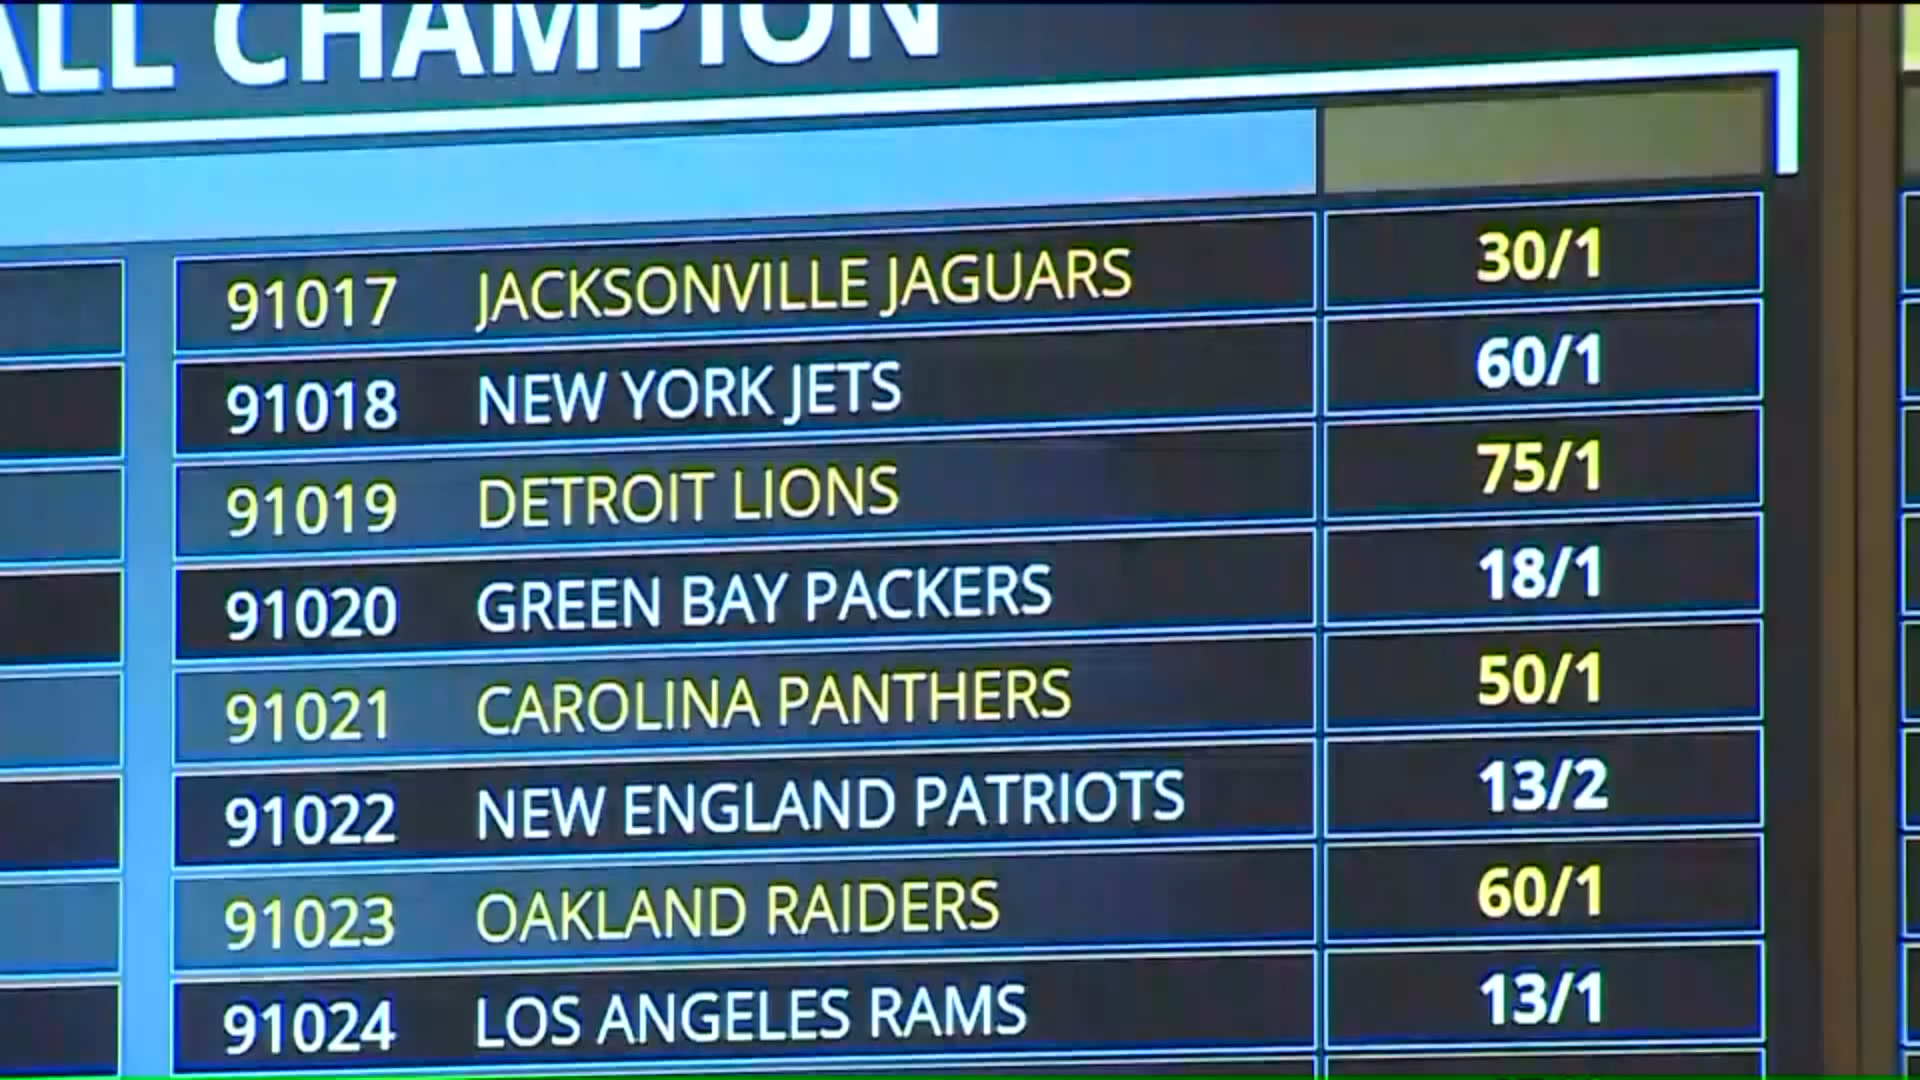 ALL CHAMPION
91017 JACKSONVILLE JAGUARS 30/1
91018 NEW YORK JETS 60/1
91019 DETROIT LIONS 75/1
91020 GREEN BAY PACKERS 18/1
91021 CAROLINA PANTHERS 50/1
91022 NEW ENGLAND PATRIOTS 13/2
91023 OAKLAND RAIDERS 60/1
91024 LOS ANGELES RAMS 13/1